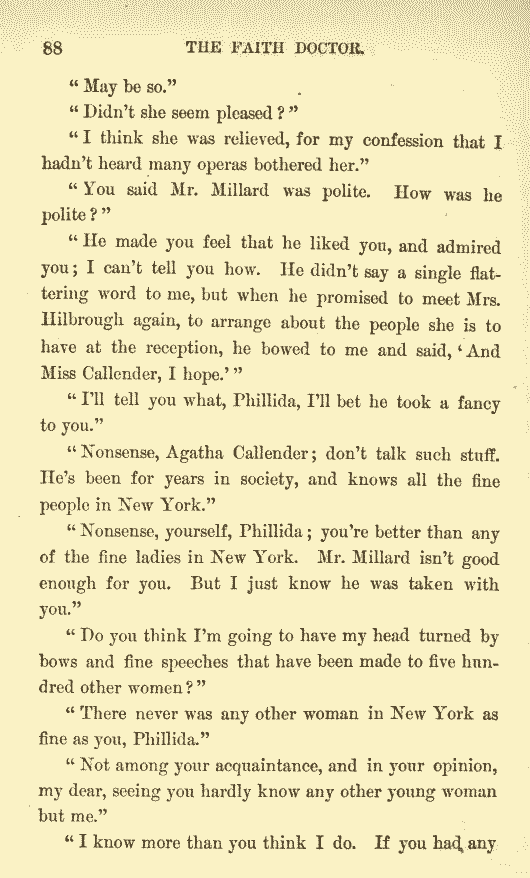 88 THE FAITH DOCTOR.
“ May be so.”
“ Didn't she seem pleased ? ”
“ I think she was relieved, for my confession that I
hadn't heard many operas bothered her.”
“ You said Mr. Millard was polite. How was he
polite ? ”
“ He made you feel that he liked you, and admired
you ; I can't tell you how. He didn't say a single flat-
tering word to me, but when he promised to meet Mrs.
Hilbrough again, to arrange about the people she is to
have at the reception, he bowed to me and said, ‘ And
Miss Callender, I hope.’ ”
“ I'll tell you what, Phillida, I'll bet he took a fancy
to you.”
“ Nonsense, Agatha Callender ; don't talk such stuff.
He's been for years in society, and knows all the fine
people in New York.”
“ Nonsense, yourself, Phillida ; you're better than any
of the fine ladies in New York. Mr. Millard isn't good
enough for you. But I just know he was taken with
you.”
“ Do you think I'm going to have my head turned by
bows and fine speeches that have been made to five hun-
dred other women ? ”
“ There never was any other woman in New York as
fine as you, Phillida.”
“ Not among your acquaintance, and in your opinion,
my dear, seeing you hardly know any other young woman
but me.”
“ I know more than you think I do. If you had any